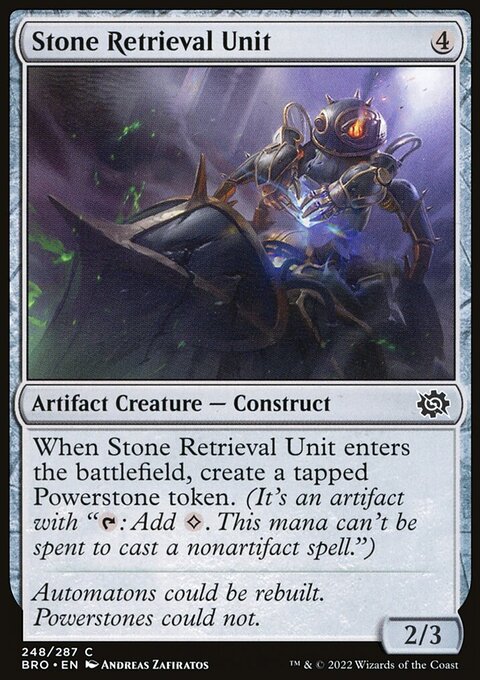 Stone Retrieval Unit 4
Artifact Creature — Construct
When Stone Retrieval Unit enters
the battlefield, create a tapped
Powerstone token. (It's an artifact
with “: Add . This mana can't be
spent to cast a nonartifact spell.”)
Automatons could be rebuilt.
Powerstones could not.
2/3
248/287 C
BRO • EN Andreas Zafiratos
™ & © 2022 Wizards of the Coast